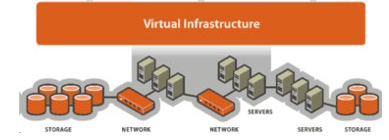 Virtual Infrastructure
SERVERS
STORAGE
NETWORK
NETWORK
SERVERS
STORAGE